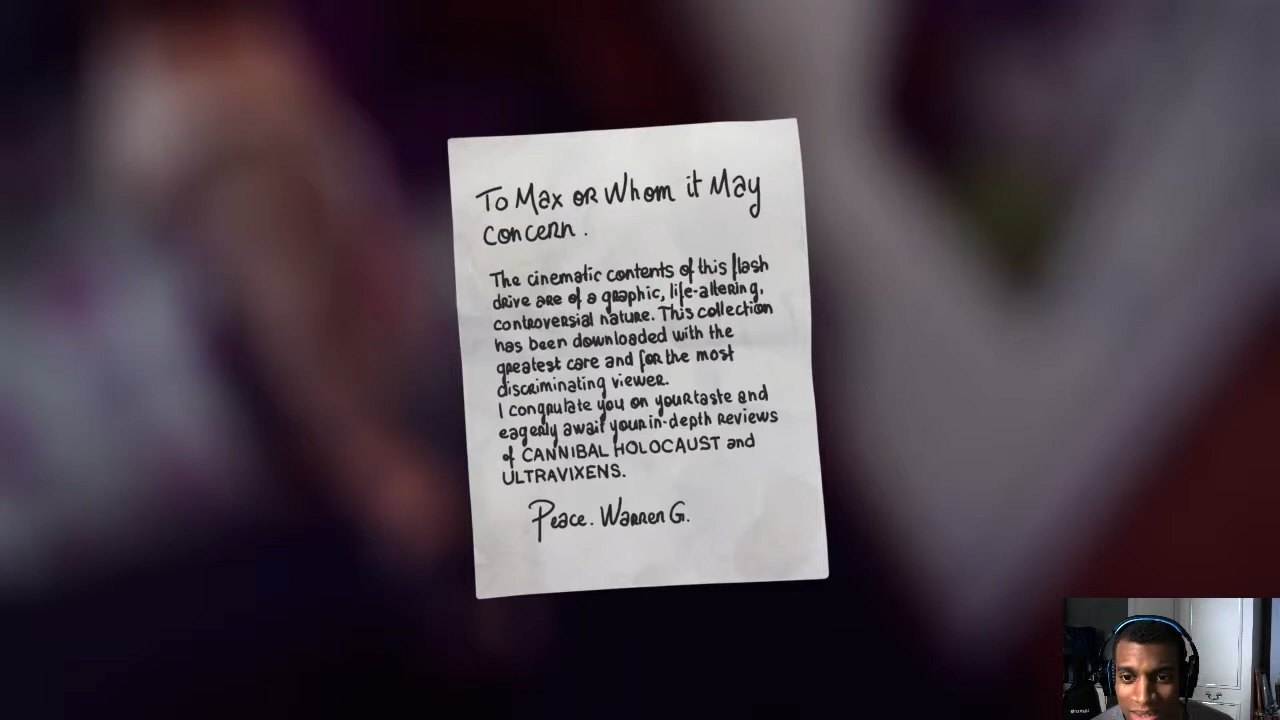 To Max or Whom it May
Concern.
The cinematic contents of this flash
drive are of a graphic, life-altering,
controversial nature. This collection
has been downloaded with the
greatest care and for the most
discriminating viewer.
I congrulate you on your taste and
eagerly await your in-depth reviews
of CANNIBAL HOLOCAUST and
ULTRAVIXENS.
Peace. Warren G.